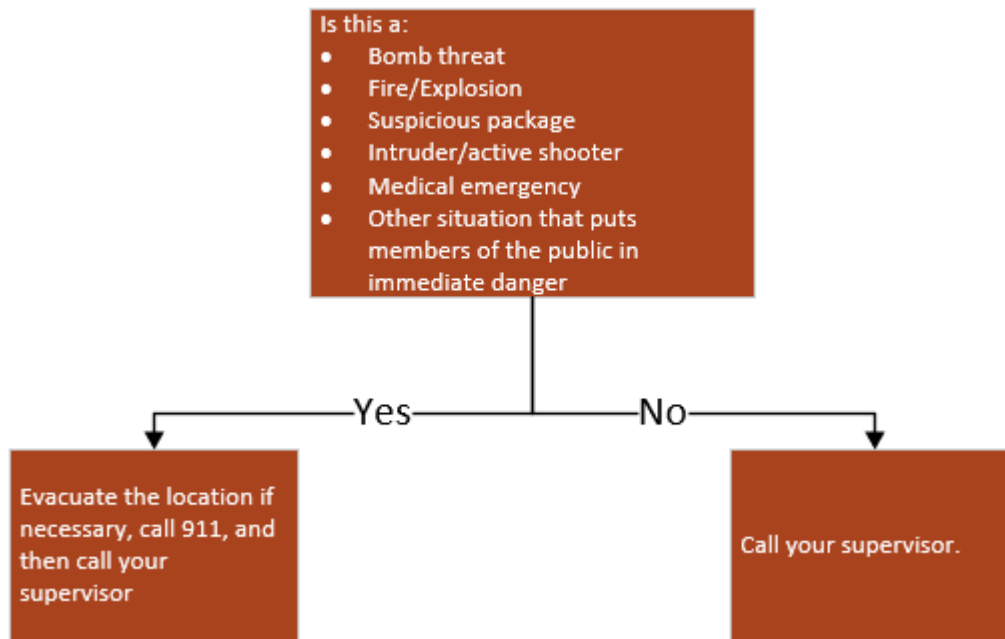 Is this a:
• Bomb threat
• Fire/Explosion
• Suspicious package
• Intruder/active shooter
• Medical emergency
• Other situation that puts
members of the public in
immediate danger
Yes
No
Evacuate the location if
necessary, call 911, and
then call your
supervisor
Call your supervisor.